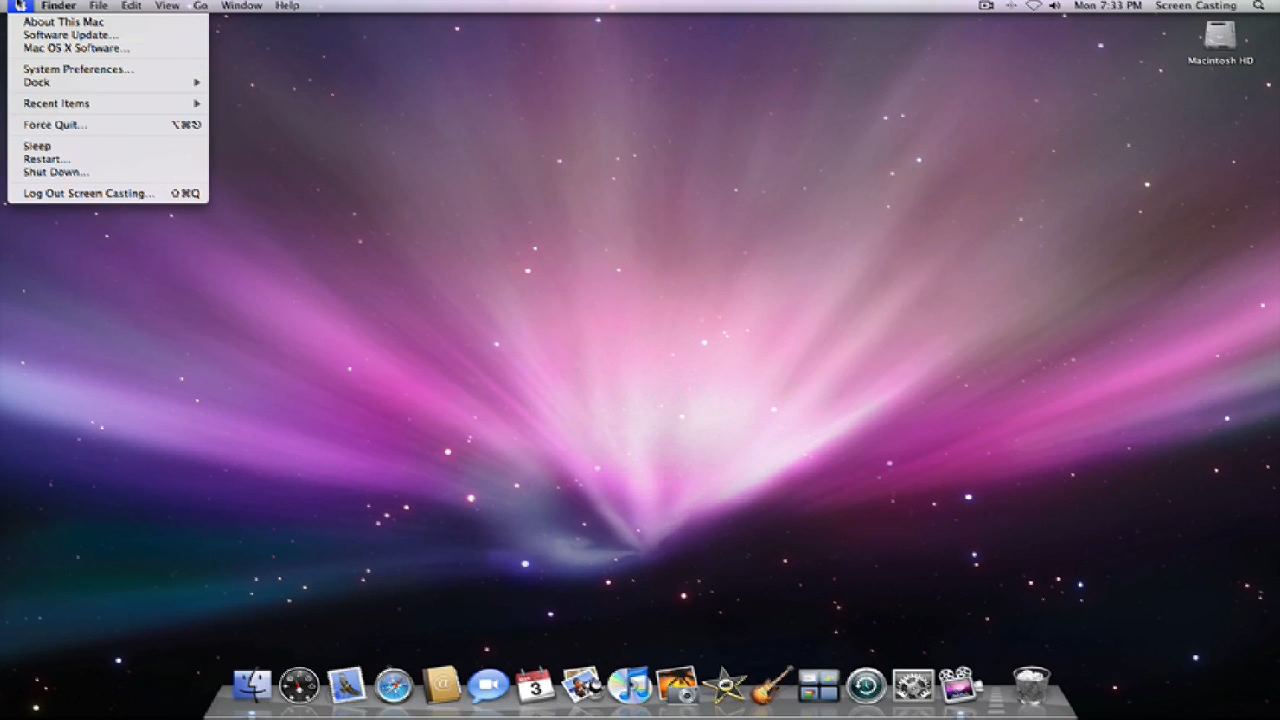 Finder File Edit View Go Window Help Mon 7:33 PM Screen Casting
About This Mac
Software Update...
Mac OS X Software...
System Preferences...
Dock
Recent Items
Force Quit... ⌥⌘⎋
Sleep
Restart...
Shut Down...
Log Out Screen Casting... ⇧⌘Q
Macintosh HD
3